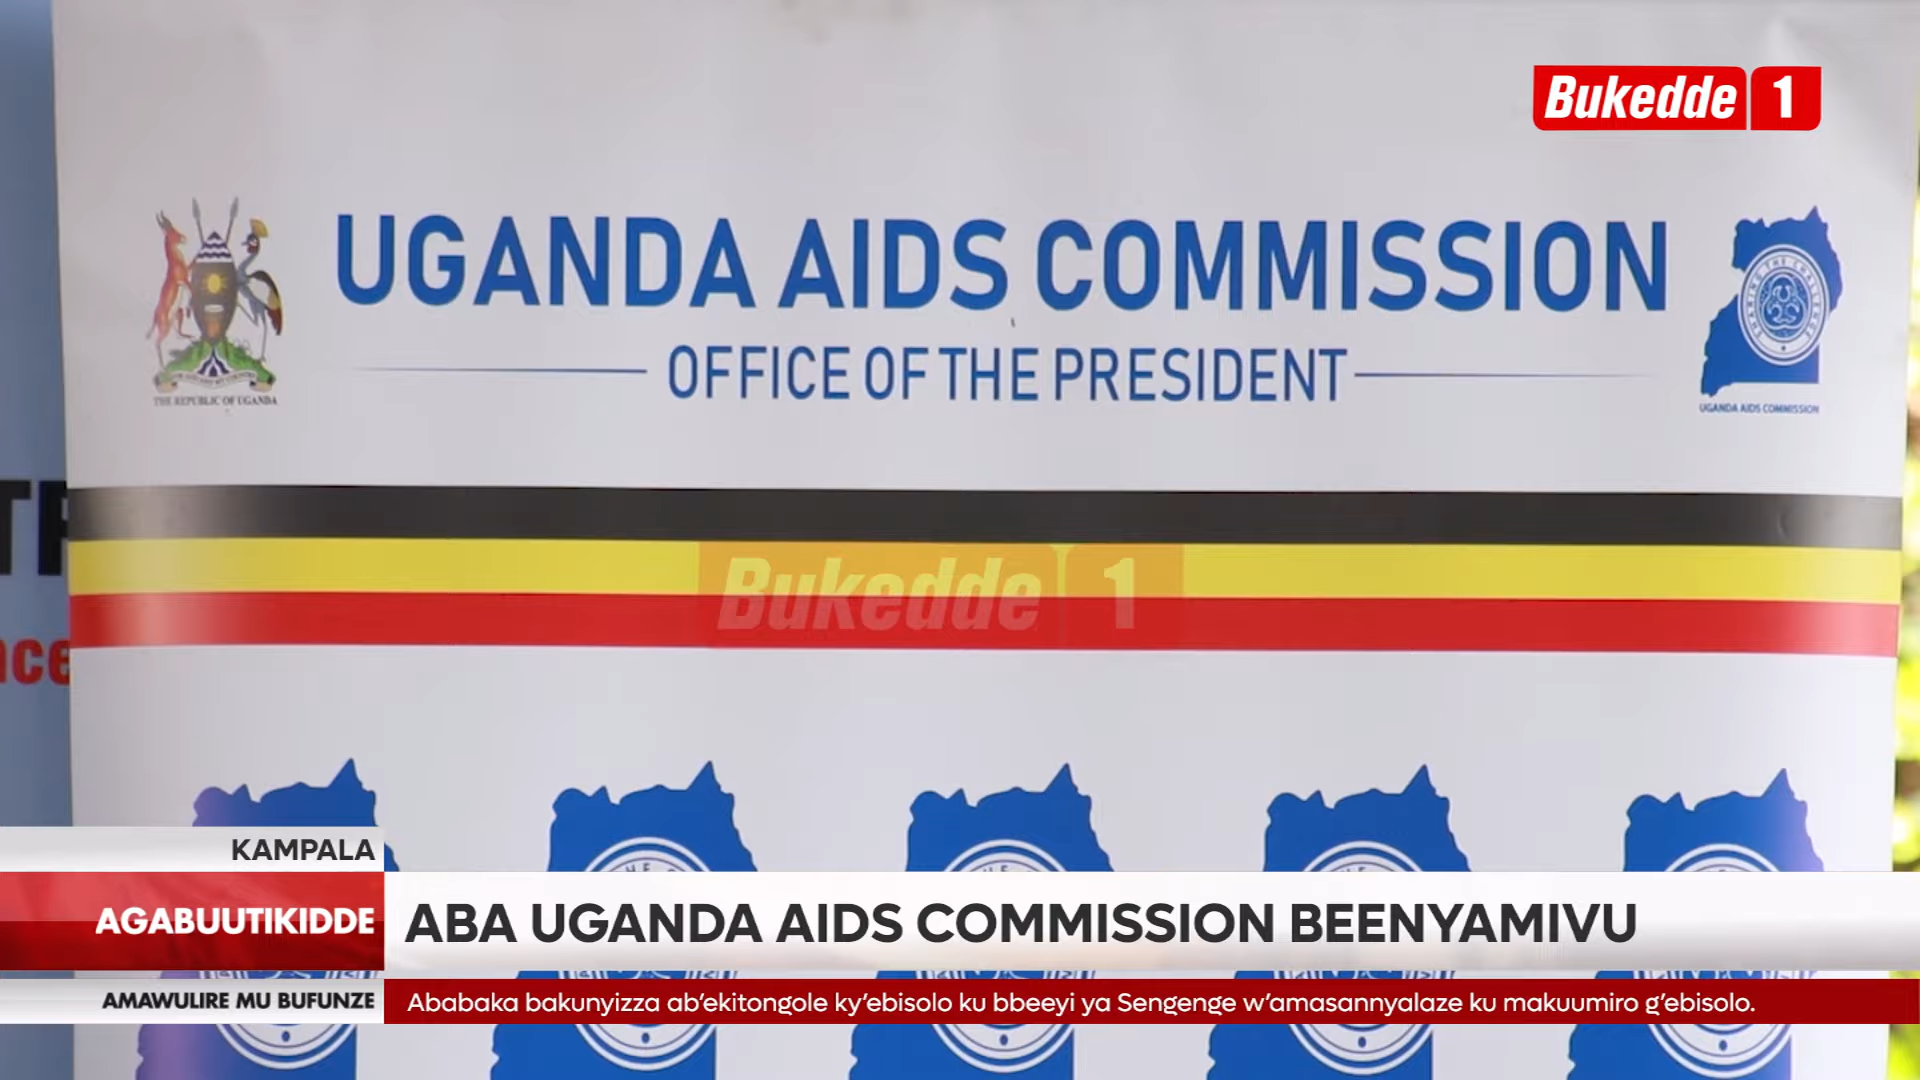 Bukedde 1
UGANDA AIDS COMMISSION
OFFICE OF THE PRESIDENT
THE REPUBLIC OF UGANDA
UGANDA AIDS COMMISSION
Bukedde 1
KAMPALA
AGABUUTIKIDDE
ABA UGANDA AIDS COMMISSION BEENYAMIVU
AMAWULIRE MU BUFUNZE
Ababaka bakunyizza ab’ekitongole ky’ebisolo ku bbeeyi ya Sengenge w’amasannyalaze ku makuumiro g’ebisolo.